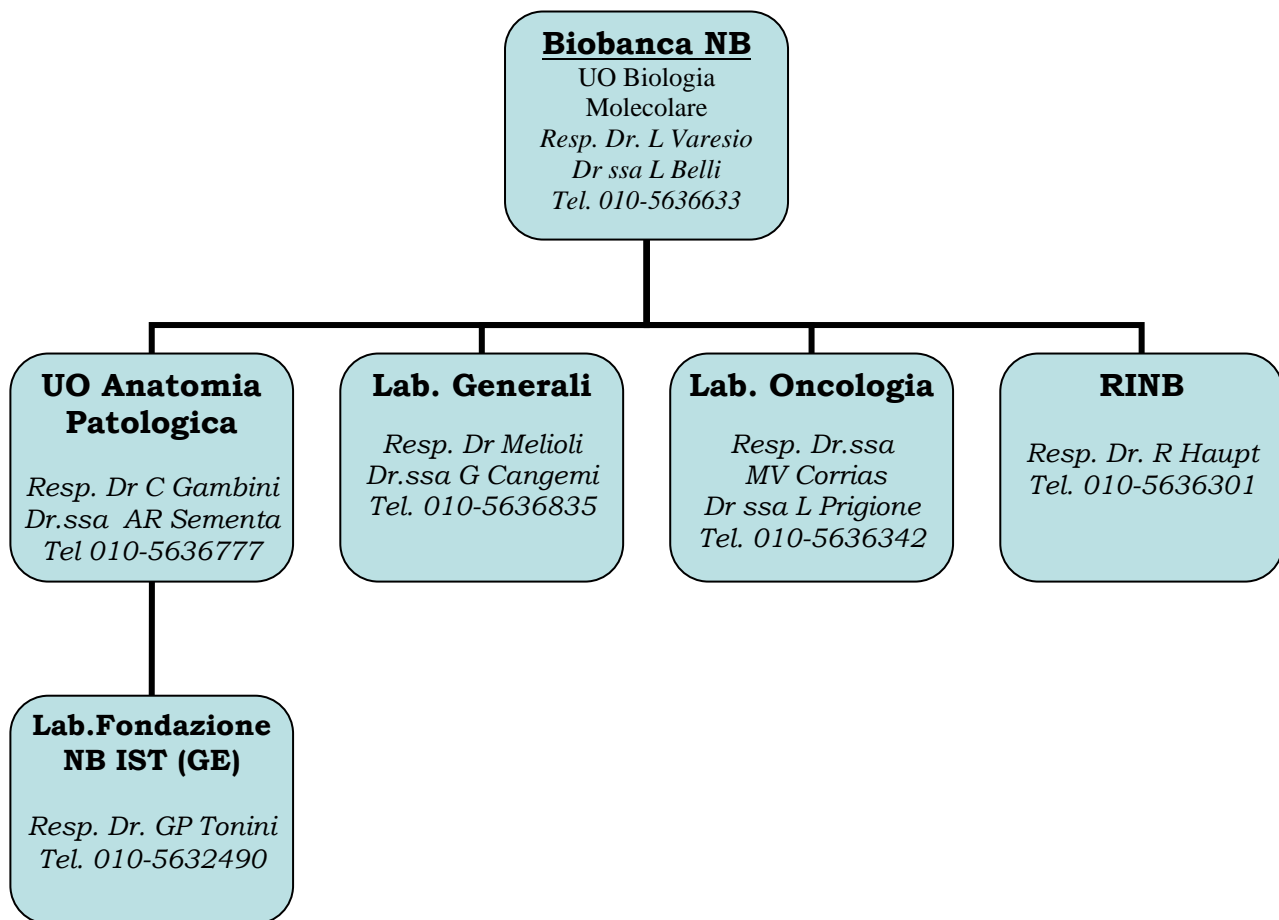 Biobanca NB
UO Biologia
Molecolare
Resp. Dr. L Varesio
Dr ssa L Belli
Tel. 010-5636633
UO Anatomia
Patologica
Resp. Dr C Gambini
Dr.ssa AR Sementa
Tel 010-5636777
Lab. Generali
Resp. Dr Melioli
Dr.ssa G Cangemi
Tel. 010-5636835
Lab. Oncologia
Resp. Dr.ssa
MV Corrias
Dr ssa L Prigione
Tel. 010-5636342
RINB
Resp. Dr. R Haupt
Tel. 010-5636301
Lab.Fondazione
NB IST (GE)
Resp. Dr. GP Tonini
Tel. 010-5632490